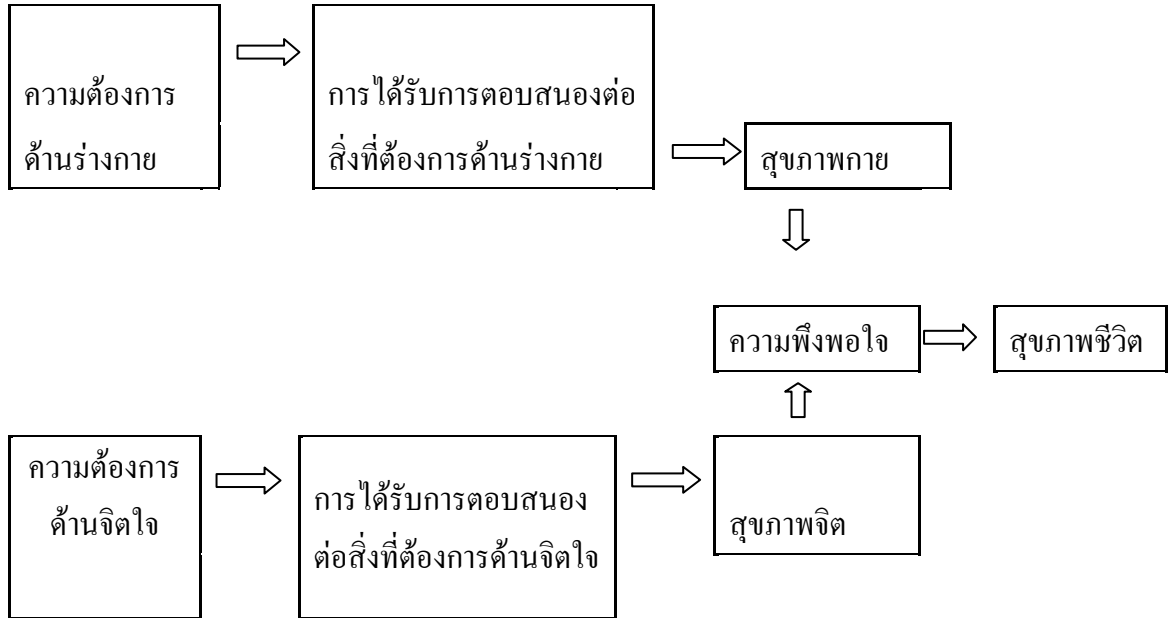 ความต้องการ
ด้านร่างกาย
การได้รับการตอบสนองต่อ
สิ่งที่ต้องการด้านร่างกาย
สุขภาพกาย
ความพึงพอใจ
สุขภาพชีวิต
ความต้องการ
ด้านจิตใจ
การได้รับการตอบสนอง
ต่อสิ่งที่ต้องการด้านจิตใจ
สุขภาพจิต